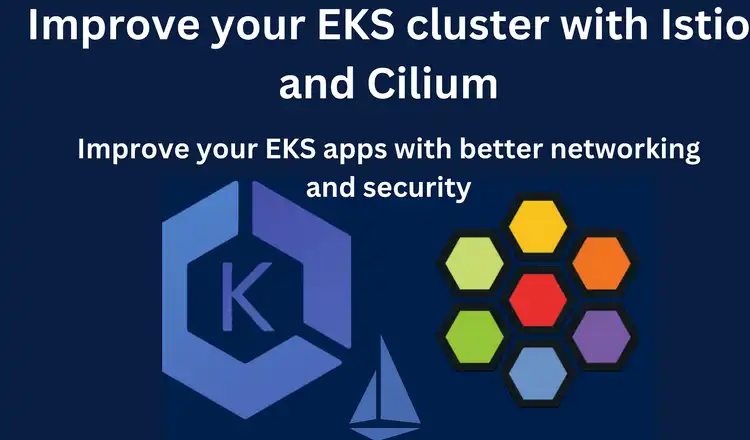 Improve your EKS cluster with Istio
and Cilium
Improve your EKS apps with better networking
and security
K